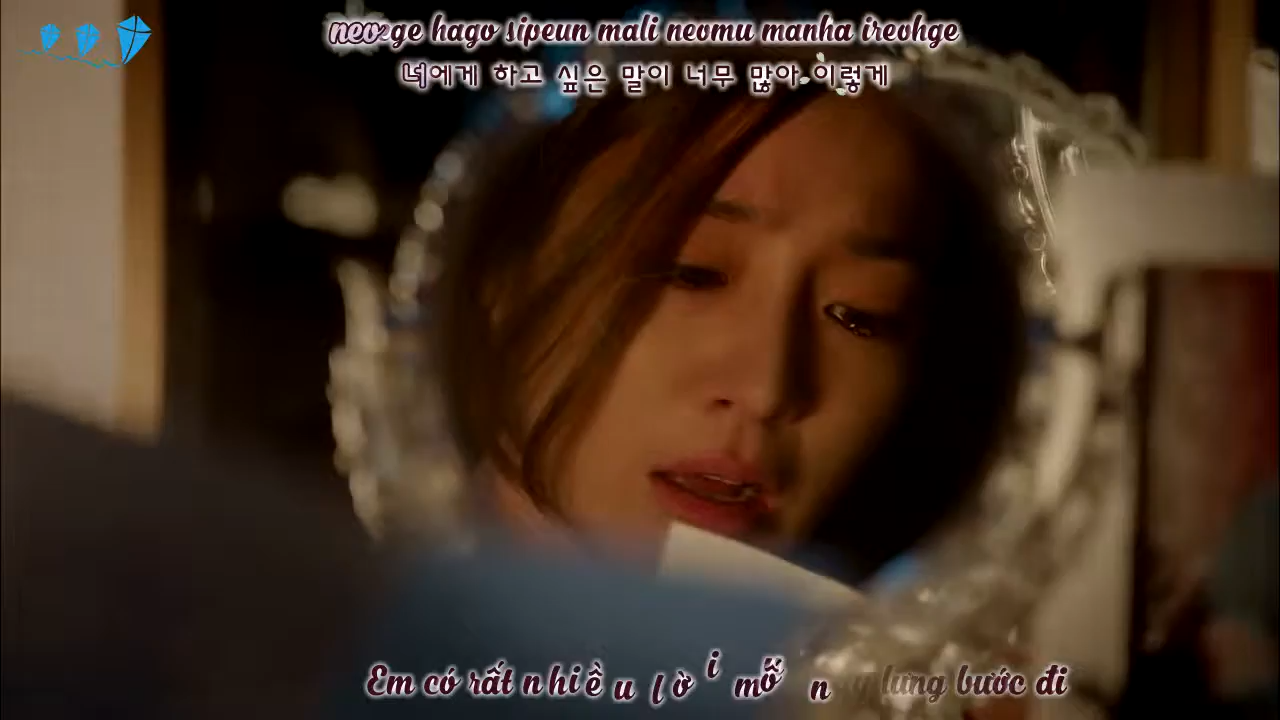 neoege hago sipeun mali neomu manha ireohge
너에게 하고 싶은 말이 너무 많아 이렇게
Em có rất nhiều lời mỗ n lưng bước đi